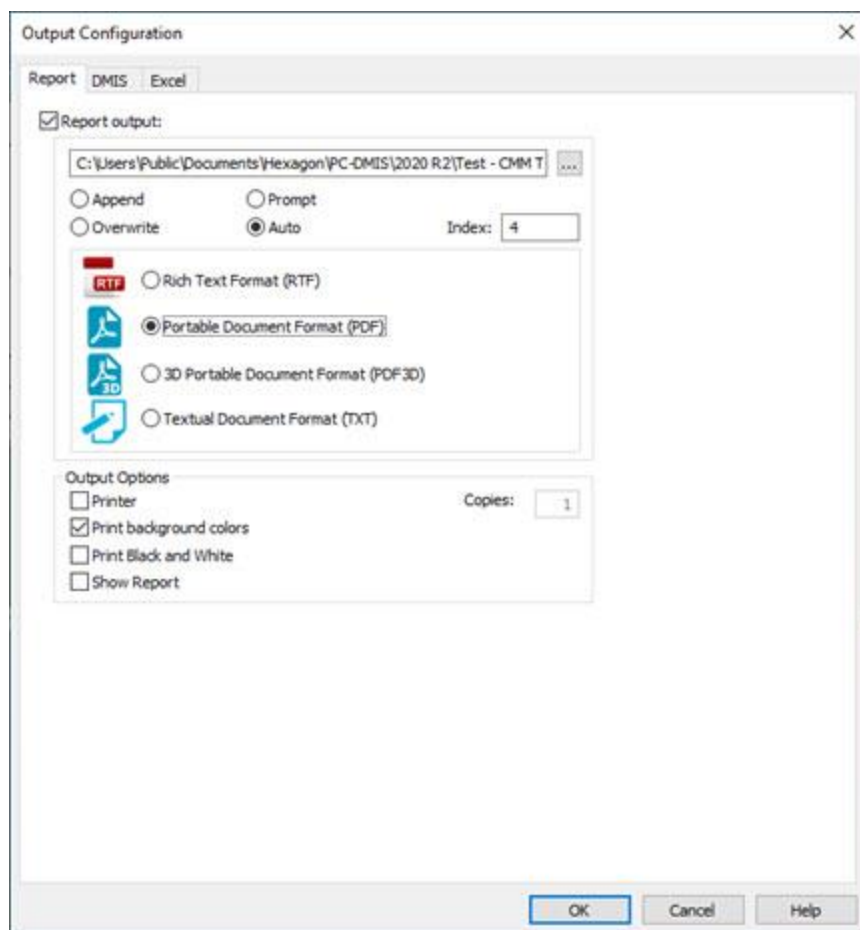 Output Configuration
Report DMIS Excel
Report output:
C:\Users\Public\Documents\Hexagon\PC-DMIS\2020 R2\Test - CMM T ...
Append Prompt
Overwrite Auto Index: 4
RTF Rich Text Format (RTF)
Portable Document Format (PDF)
3D 3D Portable Document Format (PDF3D)
Textual Document Format (TXT)
Output Options
Printer Copies: 1
Print background colors
Print Black and White
Show Report
OK Cancel Help